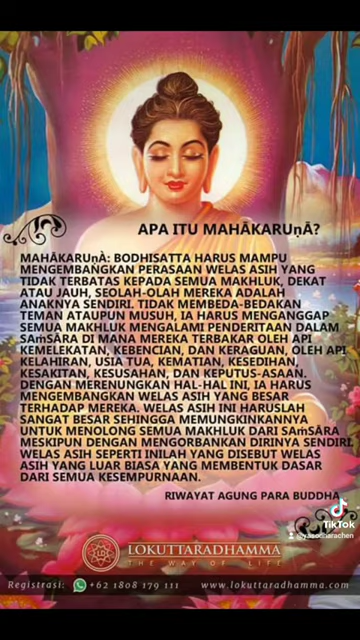 APA ITU MAHĀKARUṇĀ?
MAHĀKARUṇÀ: BODHISATTA HARUS MAMPU
MENGEMBANGKAN PERASAAN WELAS ASIH YANG
TIDAK TERBATAS KEPADA SEMUA MAKHLUK, DEKAT
ATAU JAUH, SEOLAH-OLAH MEREKA ADALAH
ANAKNYA SENDIRI. TIDAK MEMBEDA-BEDAKAN
TEMAN ATAUPUN MUSUH, IA HARUS MENGANGGAP
SEMUA MAKHLUK MENGALAMI PENDERITAAN DALAM
SAṁSĀRA DI MANA MEREKA TERBAKAR OLEH API
KEMELEKATAN, KEBENCIAN, DAN KERAGUAN, OLEH API
KELAHIRAN, USIA TUA, KEMATIAN, KESEDIHAN,
KESAKITAN, KESUSAHAN, DAN KEPUTUS-ASAAN.
DENGAN MERENUNGKAN HAL-HAL INI, IA HARUS
MENGEMBANGKAN WELAS ASIH YANG BESAR
TERHADAP MEREKA. WELAS ASIH INI HARUSLAH
SANGAT BESAR SEHINGGA MEMUNGKINKANNYA
UNTUK MENOLONG SEMUA MAKHLUK DARI SAṁSĀRA
MESKIPUN DENGAN MENGORBANKAN DIRINYA SENDIRI.
WELAS ASIH SEPERTI INILAH YANG DISEBUT WELAS
ASIH YANG LUAR BIASA YANG MEMBENTUK DASAR
DARI SEMUA KESEMPURNAAN.
RIWAYAT AGUNG PARA BUDDHA
TikTok
@yasodharachen
LOKUTTARADHAMMA
THE WAY OF LIFE
Registrasi: +62 1808 179 111 www.lokuttaradhamma.com